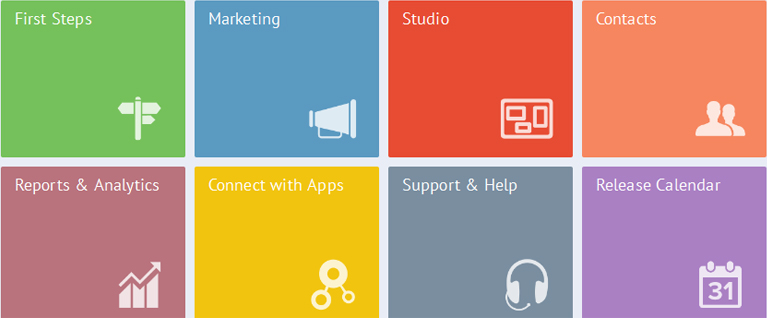 First Steps
Marketing
Studio
Contacts
Reports & Analytics
Connect with Apps
Support & Help
Release Calendar
31